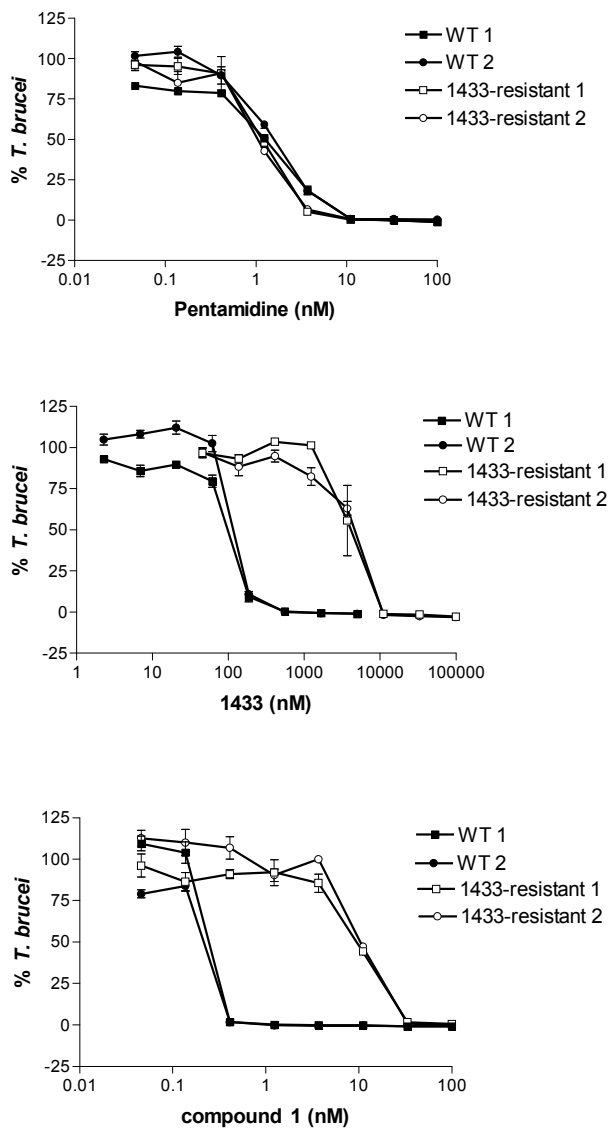 125
100
75
50
25
0
-25
% T. brucei
0.01 0.1 1 10 100
Pentamidine (nM)
WT 1
WT 2
1433-resistant 1
1433-resistant 2
125
100
75
50
25
0
-25
% T. brucei
1 10 100 1000 10000 100000
1433 (nM)
WT 1
WT 2
1433-resistant 1
1433-resistant 2
125
100
75
50
25
0
-25
% T. brucei
0.01 0.1 1 10 100
compound 1 (nM)
WT 1
WT 2
1433-resistant 1
1433-resistant 2